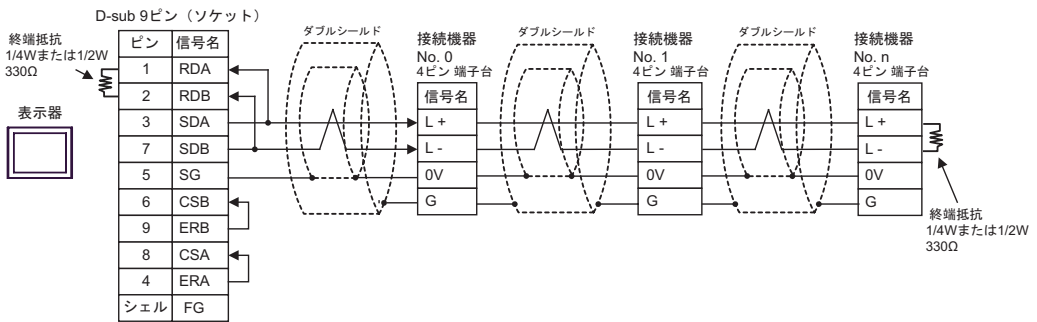 D-sub 9ピン（ソケット）
終端抵抗
1/4Wまたは1/2W
330Ω
表示器
ピン 信号名
1 RDA
2 RDB
3 SDA
7 SDB
5 SG
6 CSB
9 ERB
8 CSA
4 ERA
シェル FG
ダブルシールド
接続機器
No. 0
4ピン 端子台
信号名
L +
L -
0V
G
ダブルシールド
接続機器
No. 1
4ピン 端子台
信号名
L +
L -
0V
G
ダブルシールド
接続機器
No. n
4ピン 端子台
信号名
L +
L -
0V
G
終端抵抗
1/4Wまたは1/2W
330Ω